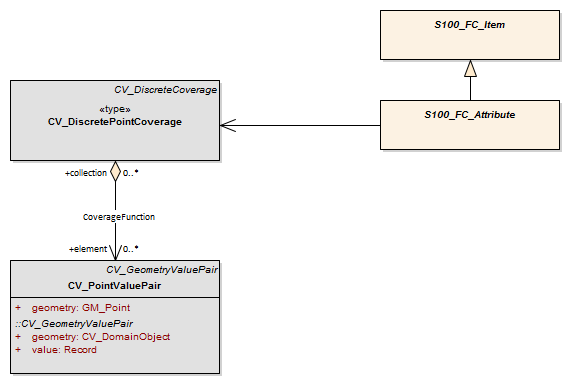 S100_FC_Item
CV_DiscreteCoverage
«type»
CV_DiscretePointCoverage
S100_FC_Attribute
+collection 0..*
CoverageFunction
+element 0..*
CV_GeometryValuePair
CV_PointValuePair
+ geometry: GM_Point
::CV_GeometryValuePair
+ geometry: CV_DomainObject
+ value: Record